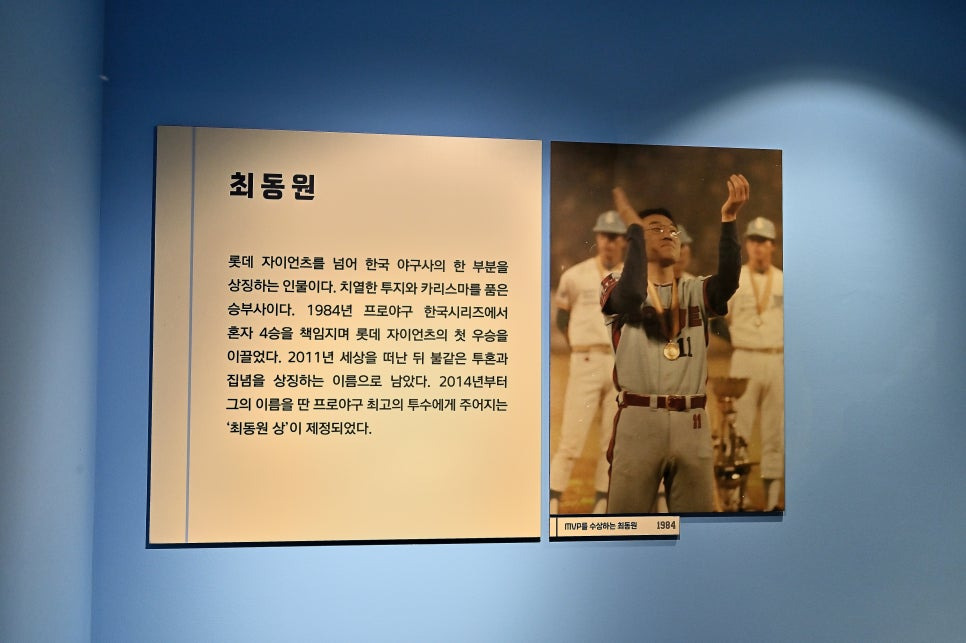 최동원
롯데 자이언츠를 넘어 한국 야구사의 한 부분을
상징하는 인물이다. 치열한 투지와 카리스마를 품은
승부사이다. 1984년 프로야구 한국시리즈에서
혼자 4승을 책임지며 롯데 자이언츠의 첫 우승을
이끌었다. 2011년 세상을 떠난 뒤 불같은 투혼과
집념을 상징하는 이름으로 남았다. 2014년부터
그의 이름을 딴 프로야구 최고의 투수에게 주어지는
‘최동원 상’이 제정되었다.
11
11
MVP를 수상하는 최동원 1984